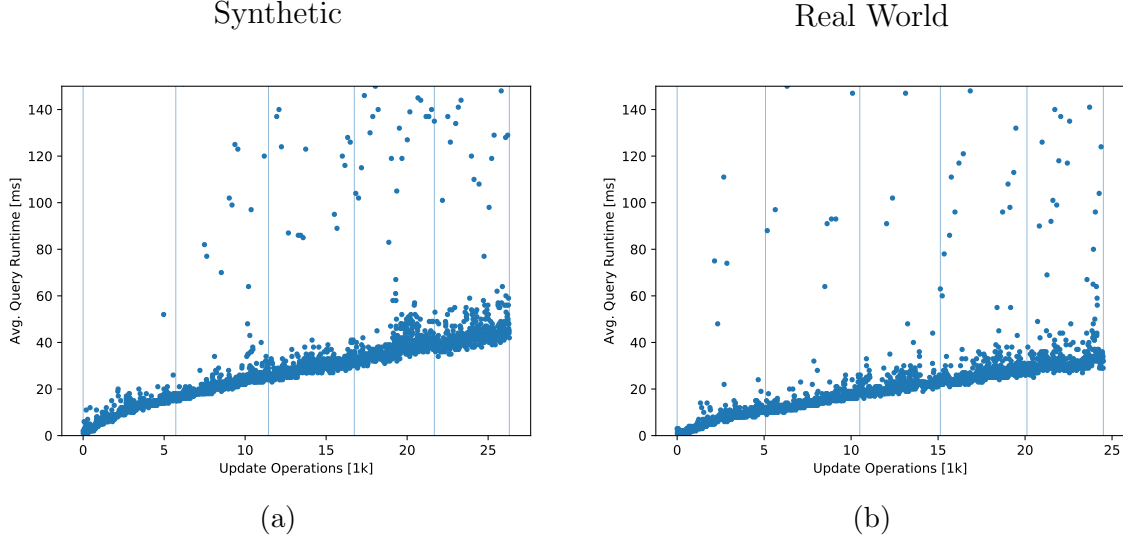 Synthetic
Real World
140
120
100
80
60
40
20
0
Avg. Query Runtime [ms]
0 5 10 15 20 25
Update Operations [1k]
(a)
140
120
100
80
60
40
20
0
Avg. Query Runtime [ms]
0 5 10 15 20 25
Update Operations [1k]
(b)